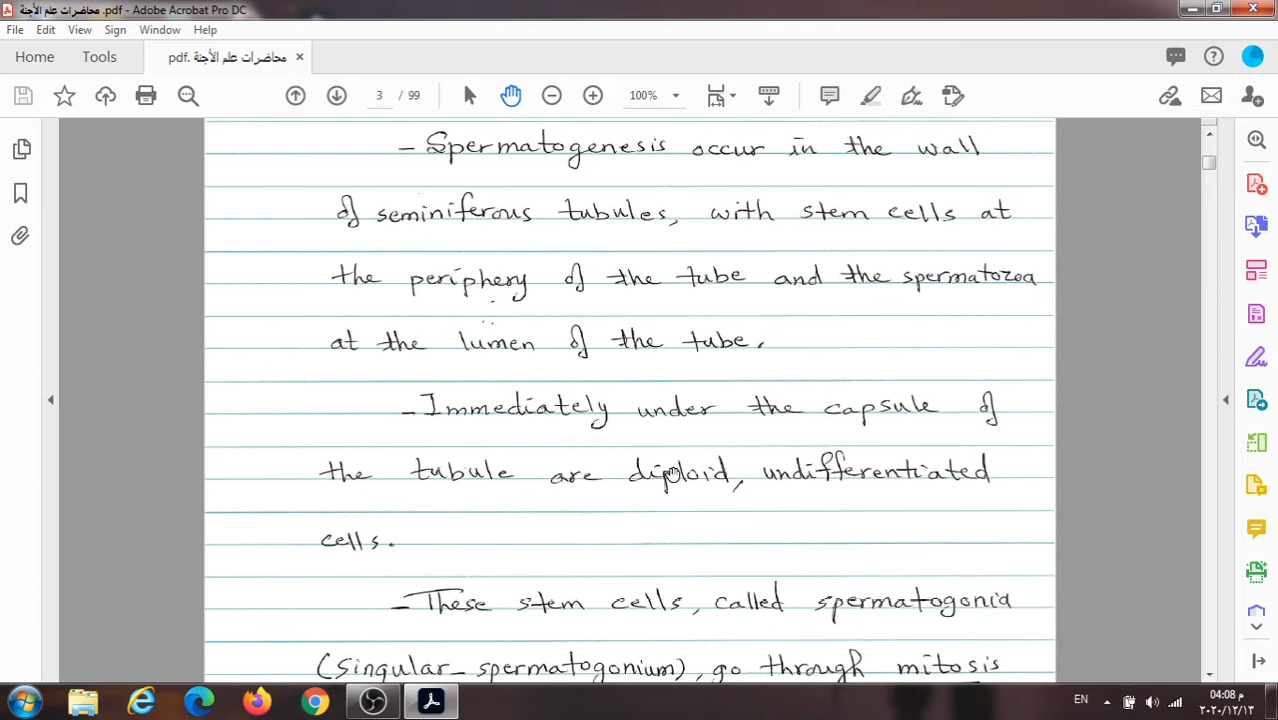 محاضرات علم الأجنة .pdf - Adobe Acrobat Pro DC
File Edit View Sign Window Help
Home Tools محاضرات علم الأجنة .pdf ×
3 / 99 100%
- Spermatogenesis occur in the wall
of seminiferous tubules, with stem cells at
the periphery of the tube and the spermatozoa
at the lumen of the tube.
- Immediately under the capsule of
the tubule are diploid, undifferentiated
cells.
- These stem cells, called spermatogonia
(singular_ spermatogonium), go through mitosis
EN 04:08 م
٢٠٢٠/١٢/١٣